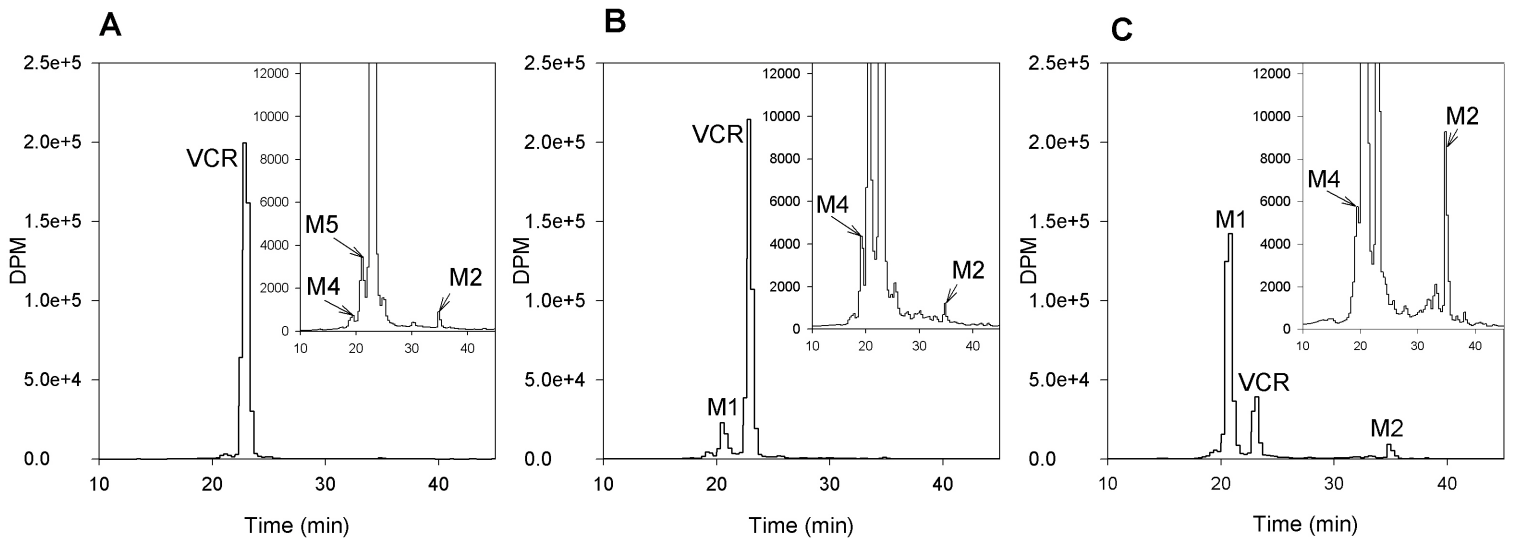 A
2.5e+5
2.0e+5
1.5e+5
1.0e+5
5.0e+4
0.0
DPM
10 20 30 40
Time (min)
VCR
12000
10000
8000
6000
4000
2000
0
10 20 30 40
M5
M4
M2
B
2.5e+5
2.0e+5
1.5e+5
1.0e+5
5.0e+4
0.0
DPM
10 20 30 40
Time (min)
VCR
M1
12000
10000
8000
6000
4000
2000
0
10 20 30 40
M4
M2
C
2.5e+5
2.0e+5
1.5e+5
1.0e+5
5.0e+4
0.0
DPM
10 20 30 40
Time (min)
M1
VCR
M2
12000
10000
8000
6000
4000
2000
0
10 20 30 40
M4
M2